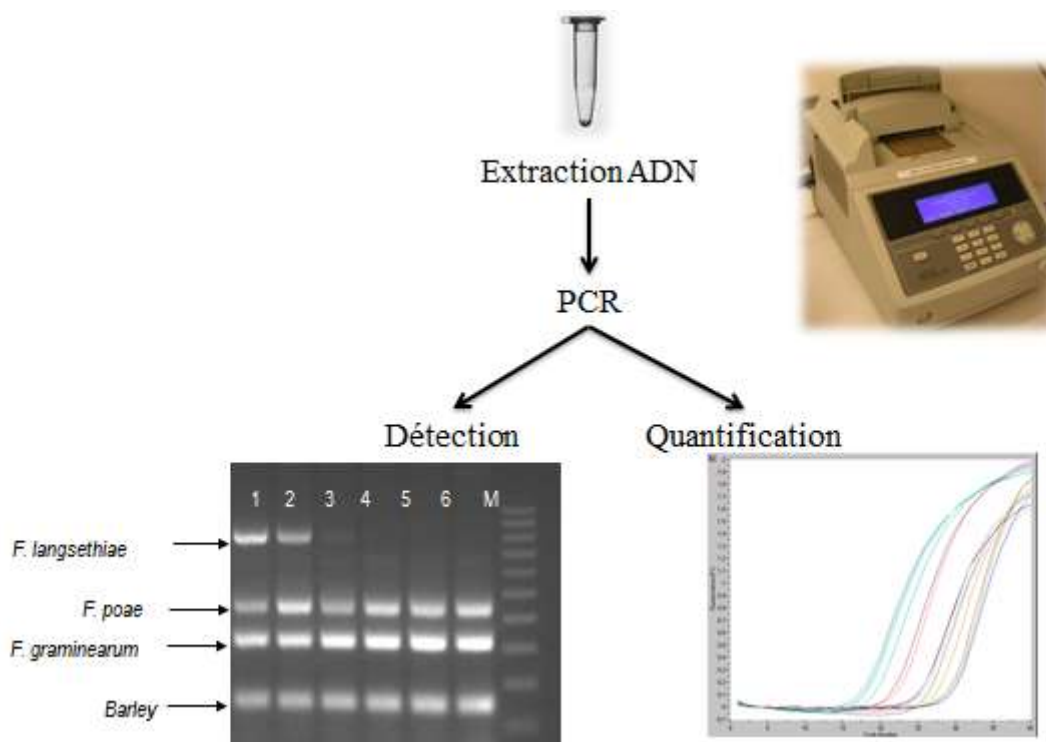 Extraction ADN
PCR
Détection
Quantification
1 2 3 4 5 6 M
F. langsethiae
F. poae
F. graminearum
Barley